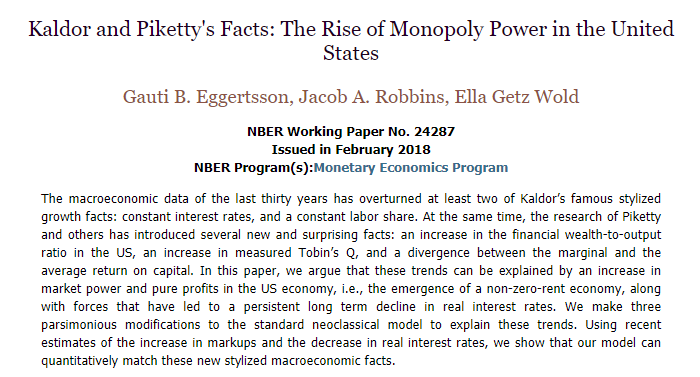 Kaldor and Piketty's Facts: The Rise of Monopoly Power in the United
States
Gauti B. Eggertsson, Jacob A. Robbins, Ella Getz Wold
NBER Working Paper No. 24287
Issued in February 2018
NBER Program(s):Monetary Economics Program
The macroeconomic data of the last thirty years has overturned at least two of Kaldor's famous stylized
growth facts: constant interest rates, and a constant labor share. At the same time, the research of Piketty
and others has introduced several new and surprising facts: an increase in the financial wealth-to-output
ratio in the US, an increase in measured Tobin's Q, and a divergence between the marginal and the
average return on capital. In this paper, we argue that these trends can be explained by an increase in
market power and pure profits in the US economy, i.e., the emergence of a non-zero-rent economy, along
with forces that have led to a persistent long term decline in real interest rates. We make three
parsimonious modifications to the standard neoclassical model to explain these trends. Using recent
estimates of the increase in markups and the decrease in real interest rates, we show that our model can
quantitatively match these new stylized macroeconomic facts.